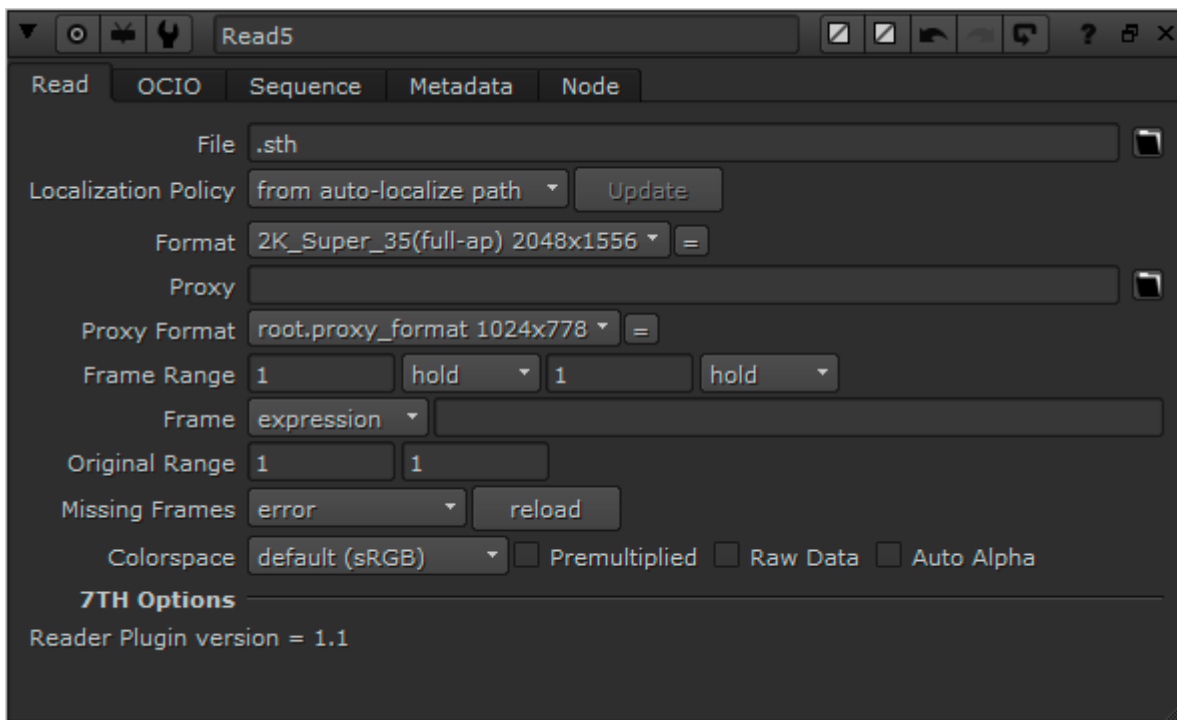 Read5 ?
Read OCIO Sequence Metadata Node
File .sth
Localization Policy from auto-localize path Update
Format 2K_Super_35(full-ap) 2048x1556 =
Proxy
Proxy Format root.proxy_format 1024x778 =
Frame Range 1 hold 1 hold
Frame expression
Original Range 1 1
Missing Frames error reload
Colorspace default (sRGB) Premultiplied Raw Data Auto Alpha
7TH Options
Reader Plugin version = 1.1